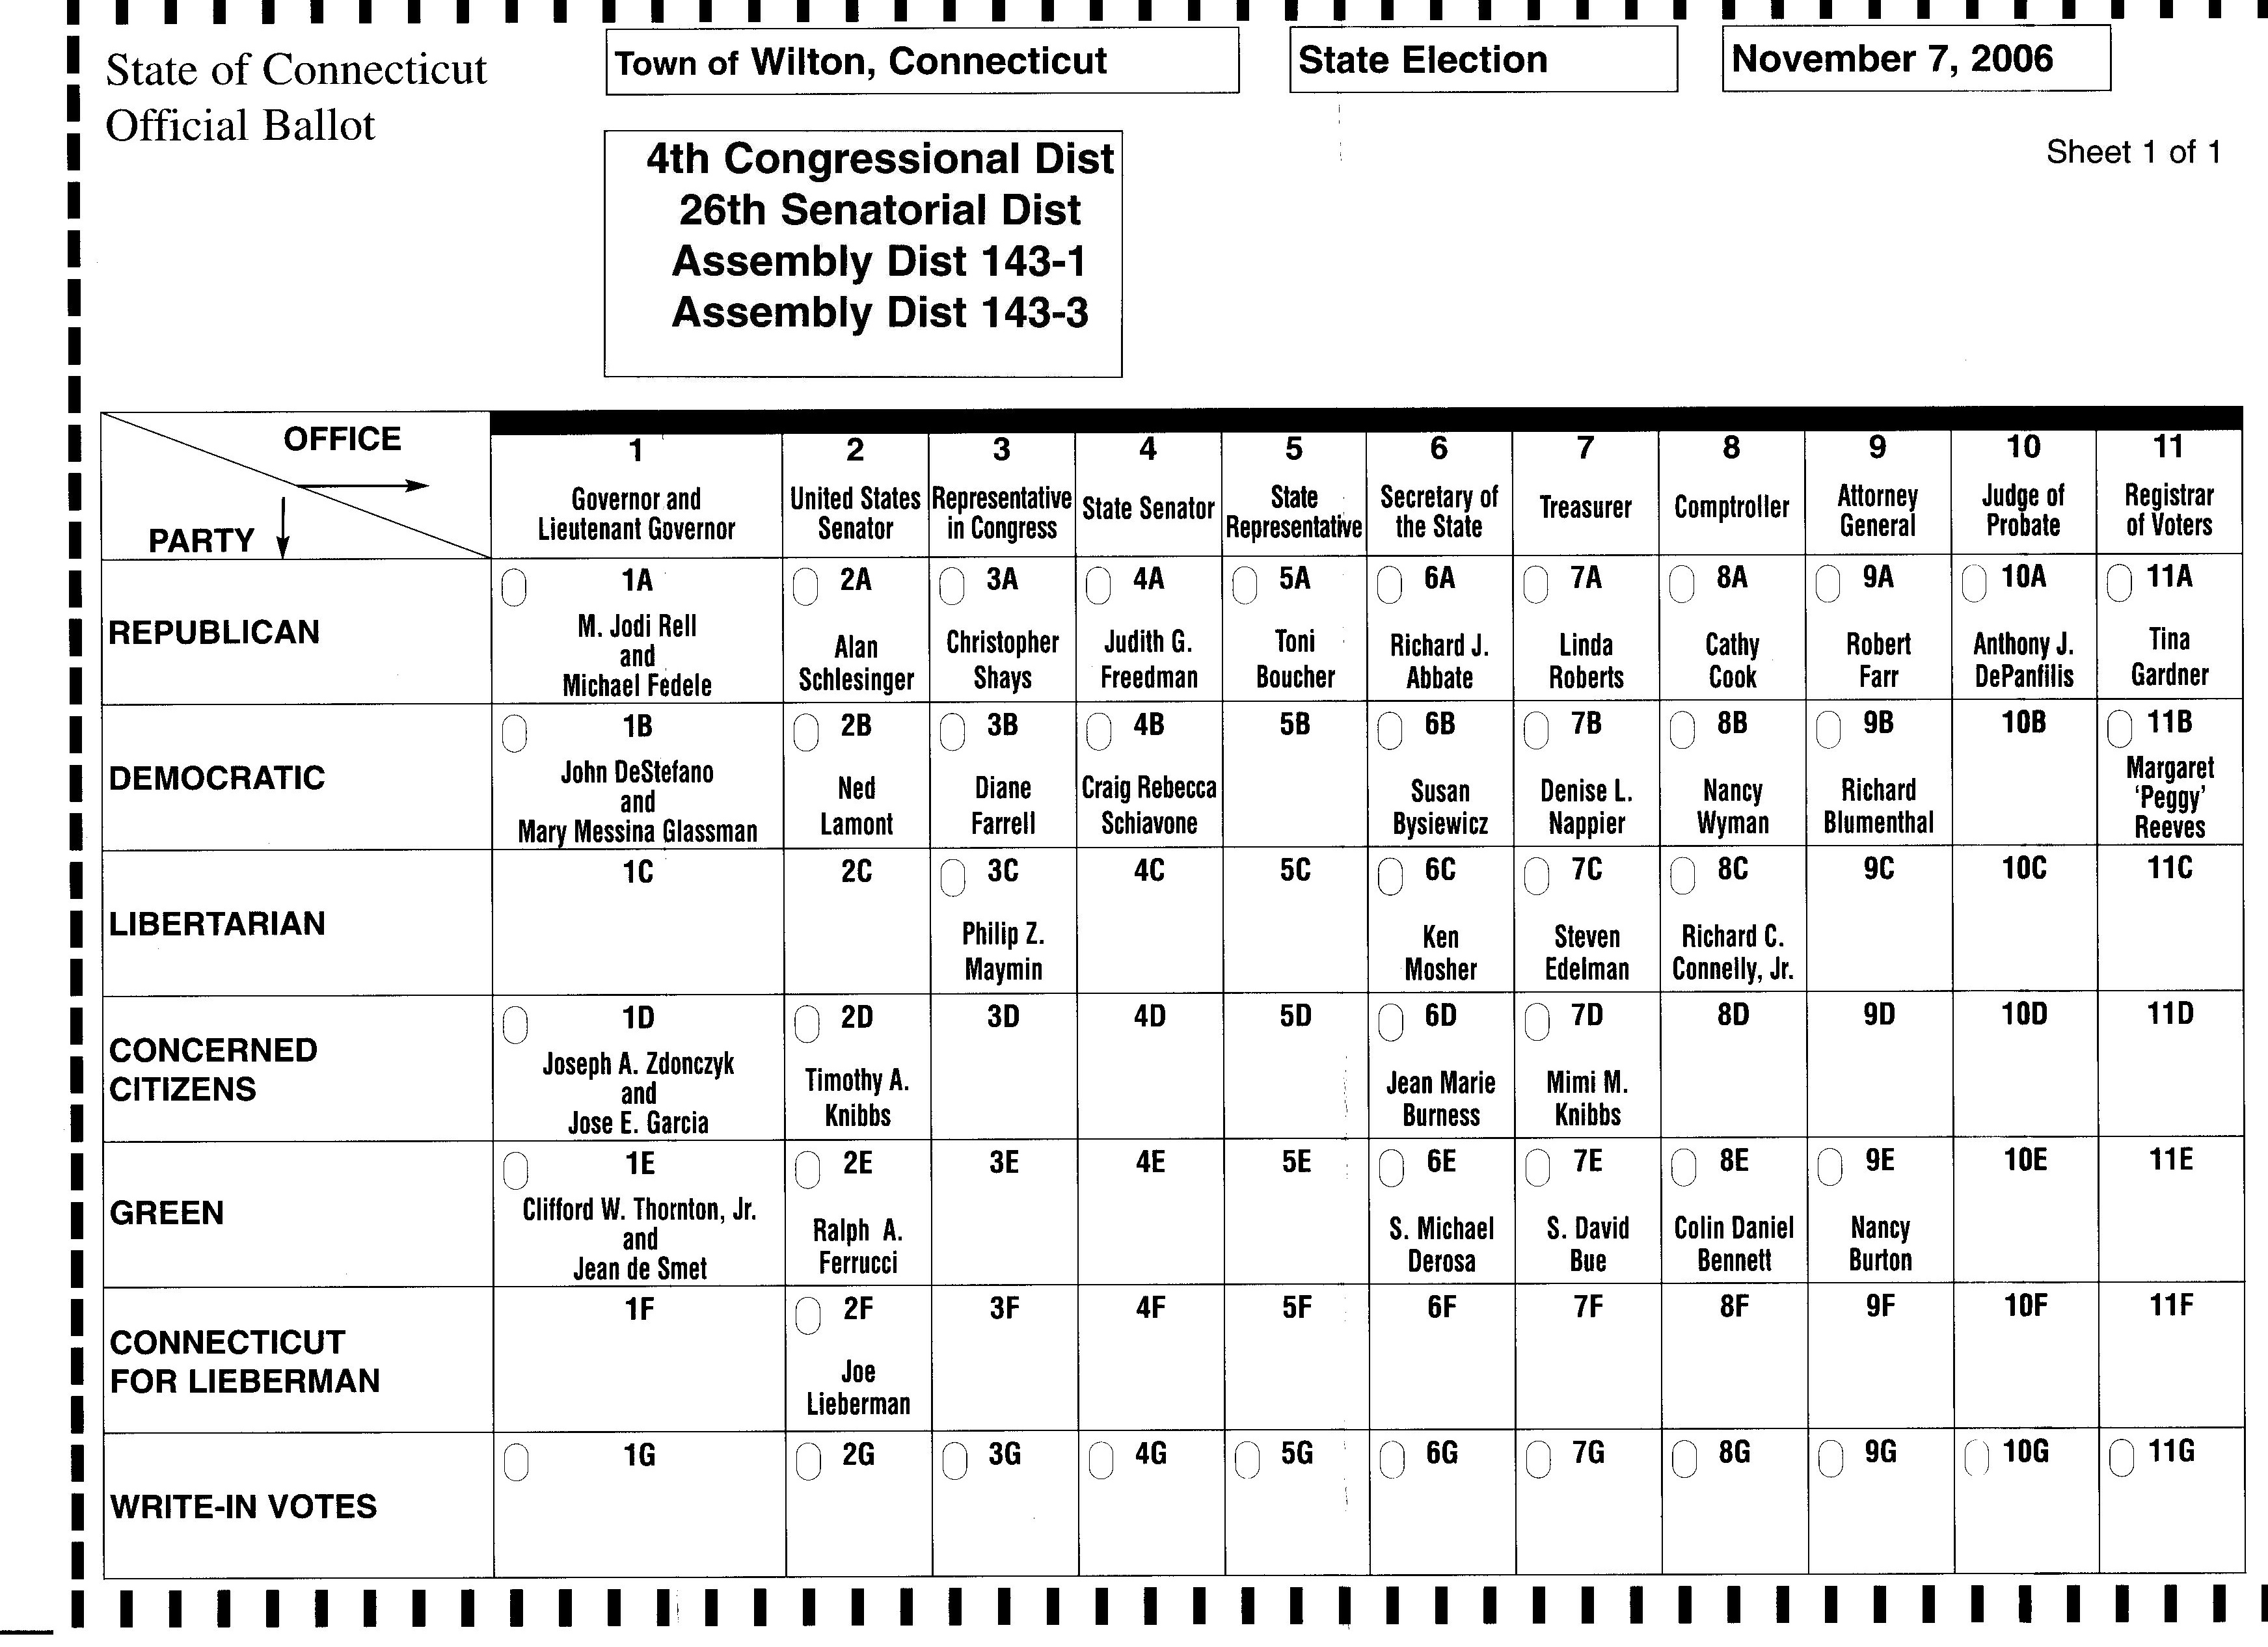 State of Connecticut
Official Ballot
Town of Wilton, Connecticut
State Election
November 7, 2006
Sheet 1 of 1
4th Congressional Dist
26th Senatorial Dist
Assembly Dist 143-1
Assembly Dist 143-3
OFFICE
PARTY
1
Governor and
Lieutenant Governor
2
United States
Senator
3
Representative
in Congress
4
State Senator
5
State
Representative
6
Secretary of
the State
7
Treasurer
8
Comptroller
9
Attorney
General
10
Judge of
Probate
11
Registrar
of Voters
REPUBLICAN
1A
M. Jodi Rell
and
Michael Fedele
2A
Alan
Schlesinger
3A
Christopher
Shays
4A
Judith G.
Freedman
5A
Toni
Boucher
6A
Richard J.
Abbate
7A
Linda
Roberts
8A
Cathy
Cook
9A
Robert
Farr
10A
Anthony J.
DePanfilis
11A
Tina
Gardner
DEMOCRATIC
1B
John DeStefano
and
Mary Messina Glassman
2B
Ned
Lamont
3B
Diane
Farrell
4B
Craig Rebecca
Schiavone
5B
6B
Susan
Bysiewicz
7B
Denise L.
Nappier
8B
Nancy
Wyman
9B
Richard
Blumenthal
10B
11B
Margaret
‘Peggy’
Reeves
LIBERTARIAN
1C
2C
3C
Philip Z.
Maymin
4C
5C
6C
Ken
Mosher
7C
Steven
Edelman
8C
Richard C.
Connelly, Jr.
9C
10C
11C
CONCERNED
CITIZENS
1D
Joseph A. Zdonczyk
and
Jose E. Garcia
2D
Timothy A.
Knibbs
3D
4D
5D
6D
Jean Marie
Burness
7D
Mimi M.
Knibbs
8D
9D
10D
11D
GREEN
1E
Clifford W. Thornton, Jr.
and
Jean de Smet
2E
Ralph A.
Ferrucci
3E
4E
5E
6E
S. Michael
Derosa
7E
S. David
Bue
8E
Colin Daniel
Bennett
9E
Nancy
Burton
10E
11E
CONNECTICUT
FOR LIEBERMAN
1F
2F
Joe
Lieberman
3F
4F
5F
6F
7F
8F
9F
10F
11F
WRITE-IN VOTES
1G
2G
3G
4G
5G
6G
7G
8G
9G
10G
11G